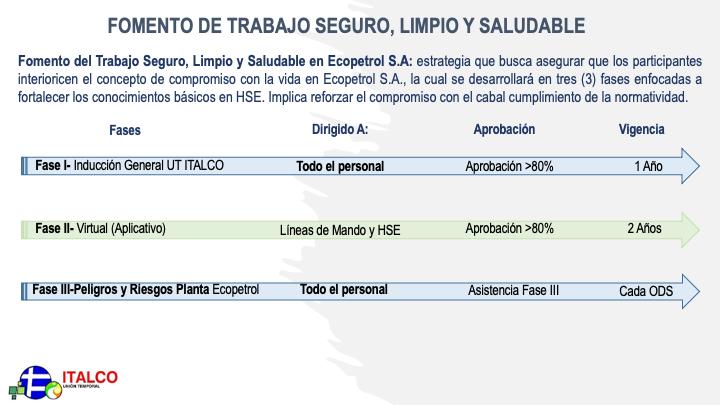 FOMENTO DE TRABAJO SEGURO, LIMPIO Y SALUDABLE
Fomento del Trabajo Seguro, Limpio y Saludable en Ecopetrol S.A: estrategia que busca asegurar que los participantes
interioricen el concepto de compromiso con la vida en Ecopetrol S.A., la cual se desarrollará en tres (3) fases enfocadas a
fortalecer los conocimientos básicos en HSE. Implica reforzar el compromiso con el cabal cumplimiento de la normatividad.
Fases Dirigido A: Aprobación Vigencia
Fase I- Inducción General UT ITALCO Todo el personal Aprobación >80% 1 Año
Fase II- Virtual (Aplicativo) Líneas de Mando y HSE Aprobación >80% 2 Años
Fase III-Peligros y Riesgos Planta Ecopetrol Todo el personal Asistencia Fase III Cada ODS
ITALCO
UNIÓN TEMPORAL